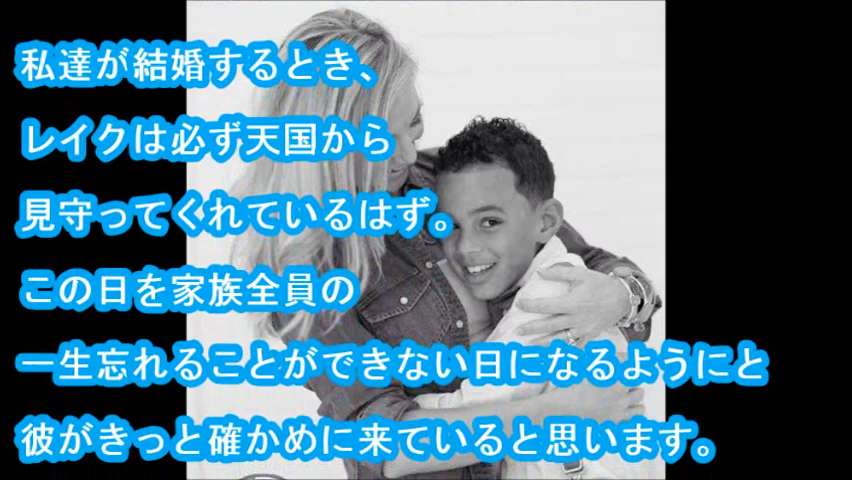 私達が結婚するとき、
レイクは必ず天国から
見守ってくれているはず。
この日を家族全員の
一生忘れることができない日になるようにと
彼がきっと確かめに来ていると思います。